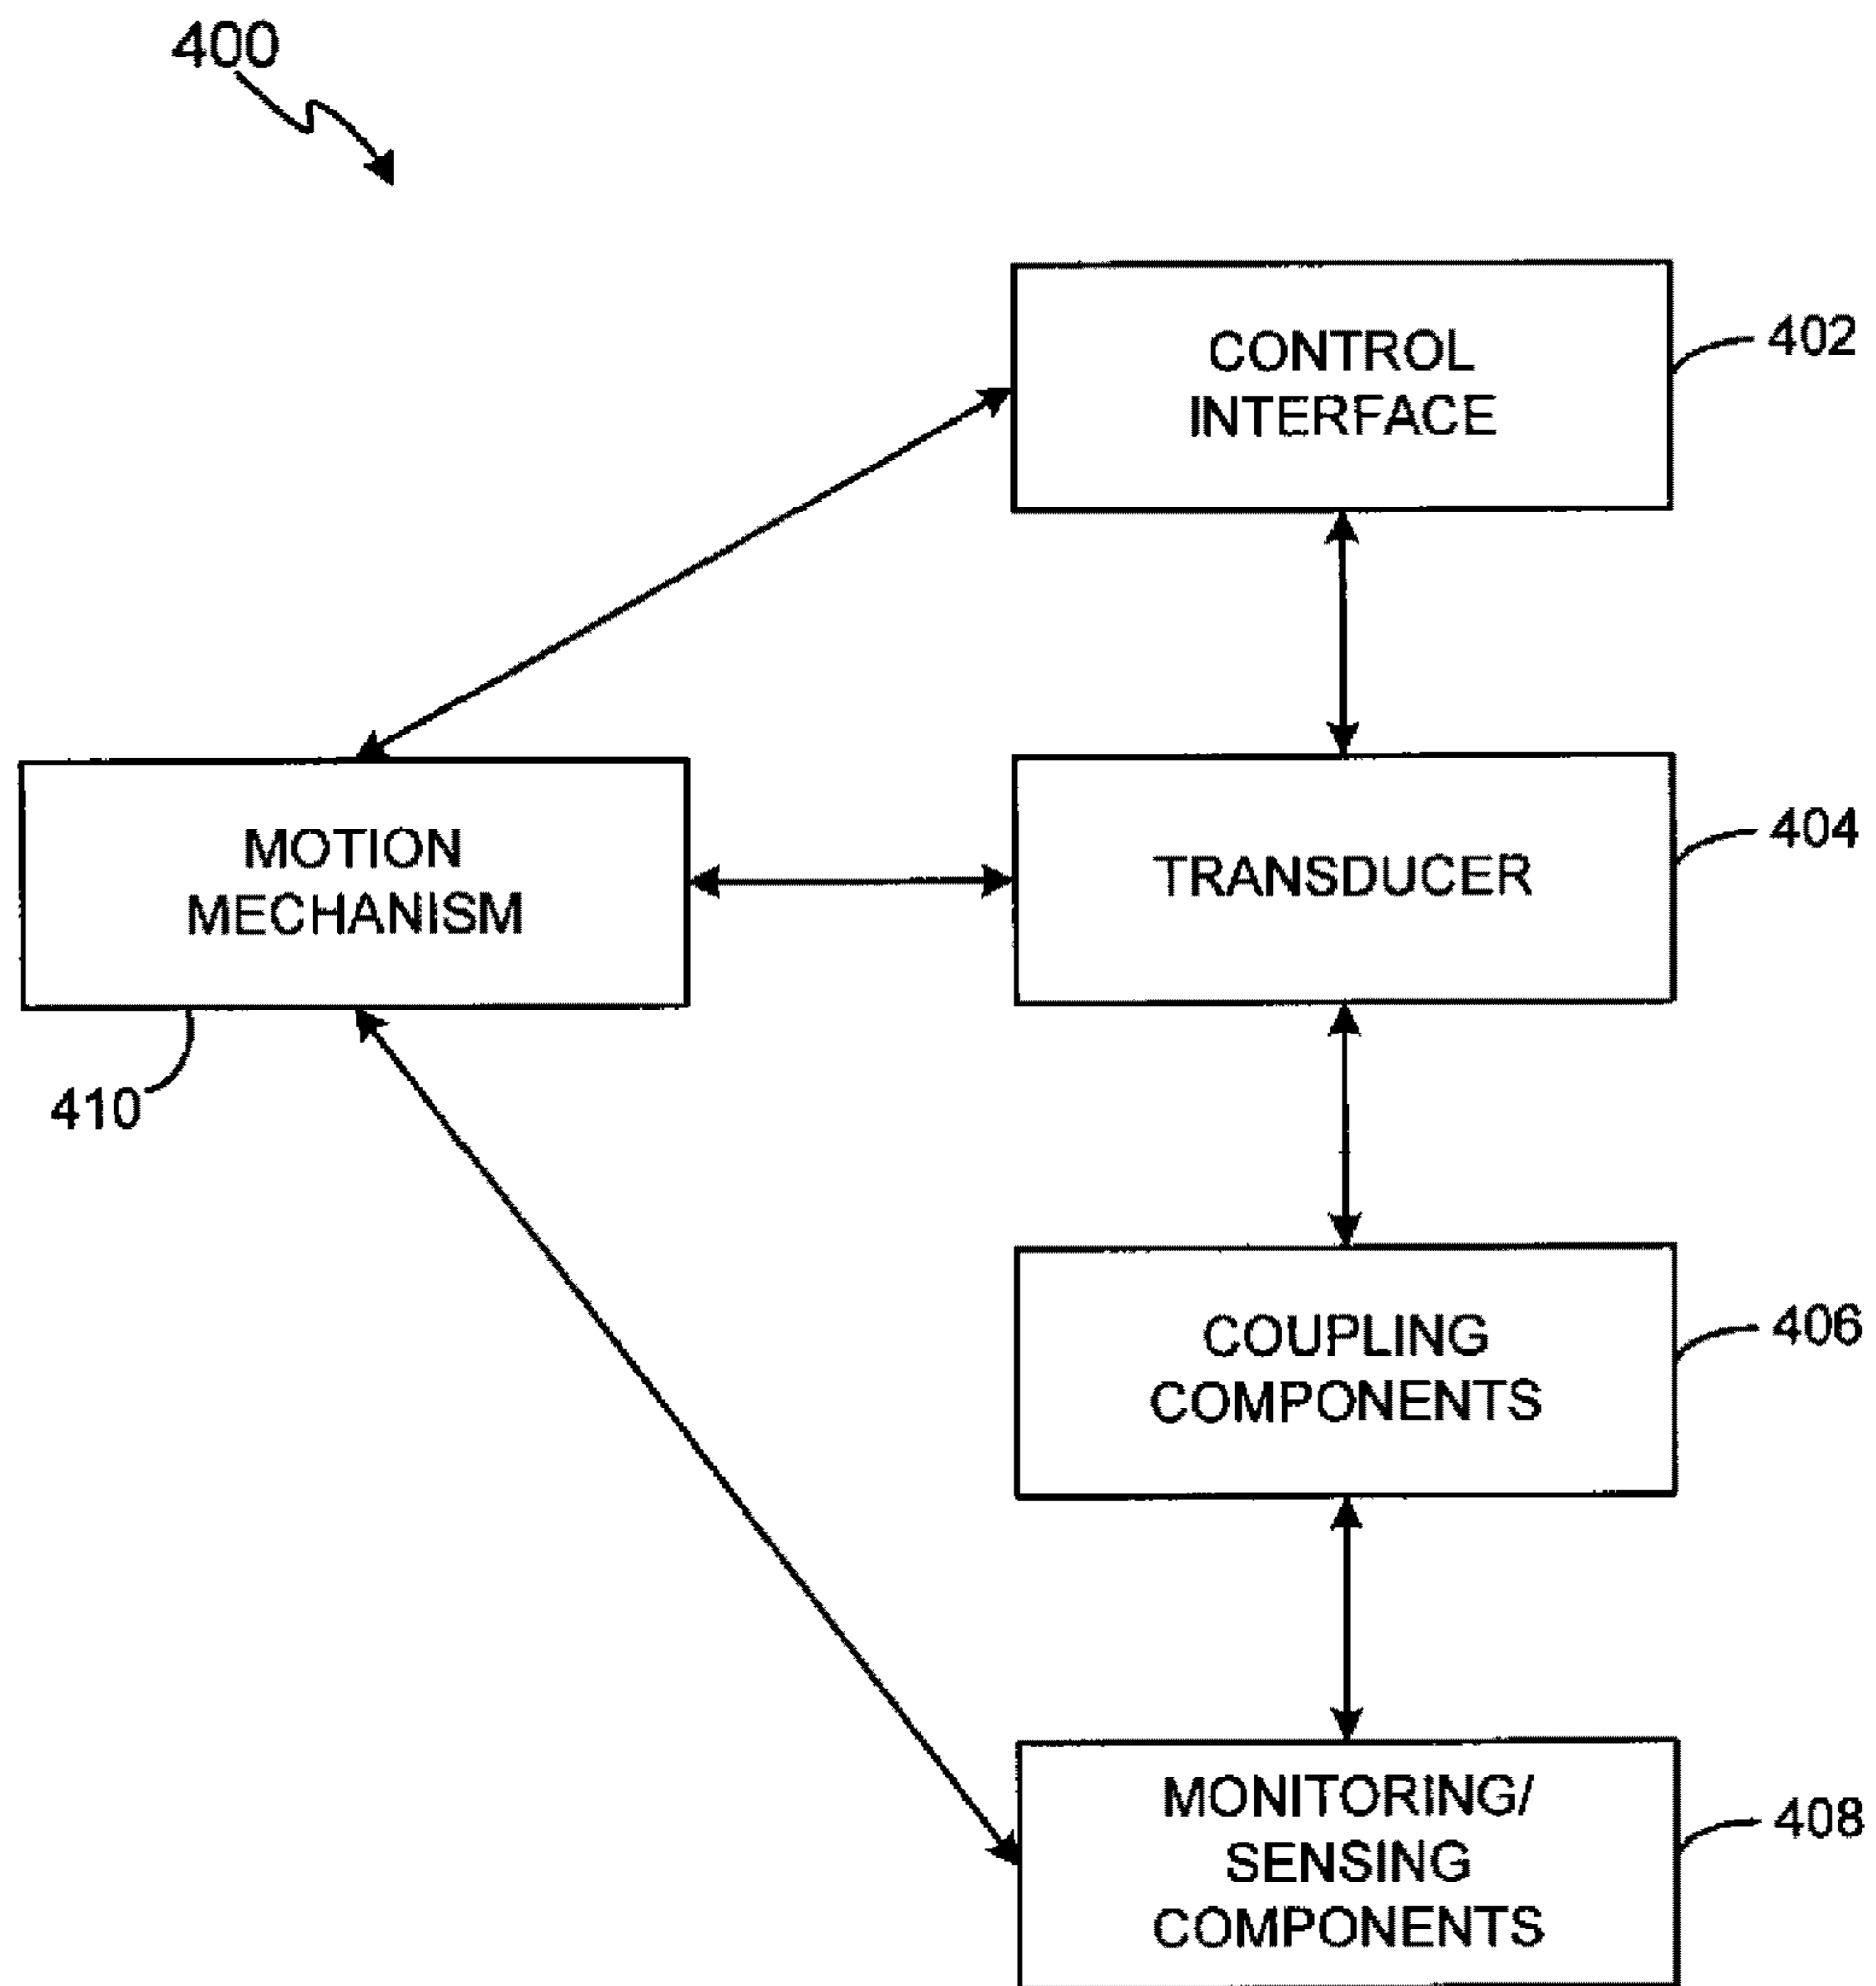 400
CONTROL
INTERFACE
402
MOTION
MECHANISM
410
TRANSDUCER
404
COUPLING
COMPONENTS
406
MONITORING/
SENSING
COMPONENTS
408